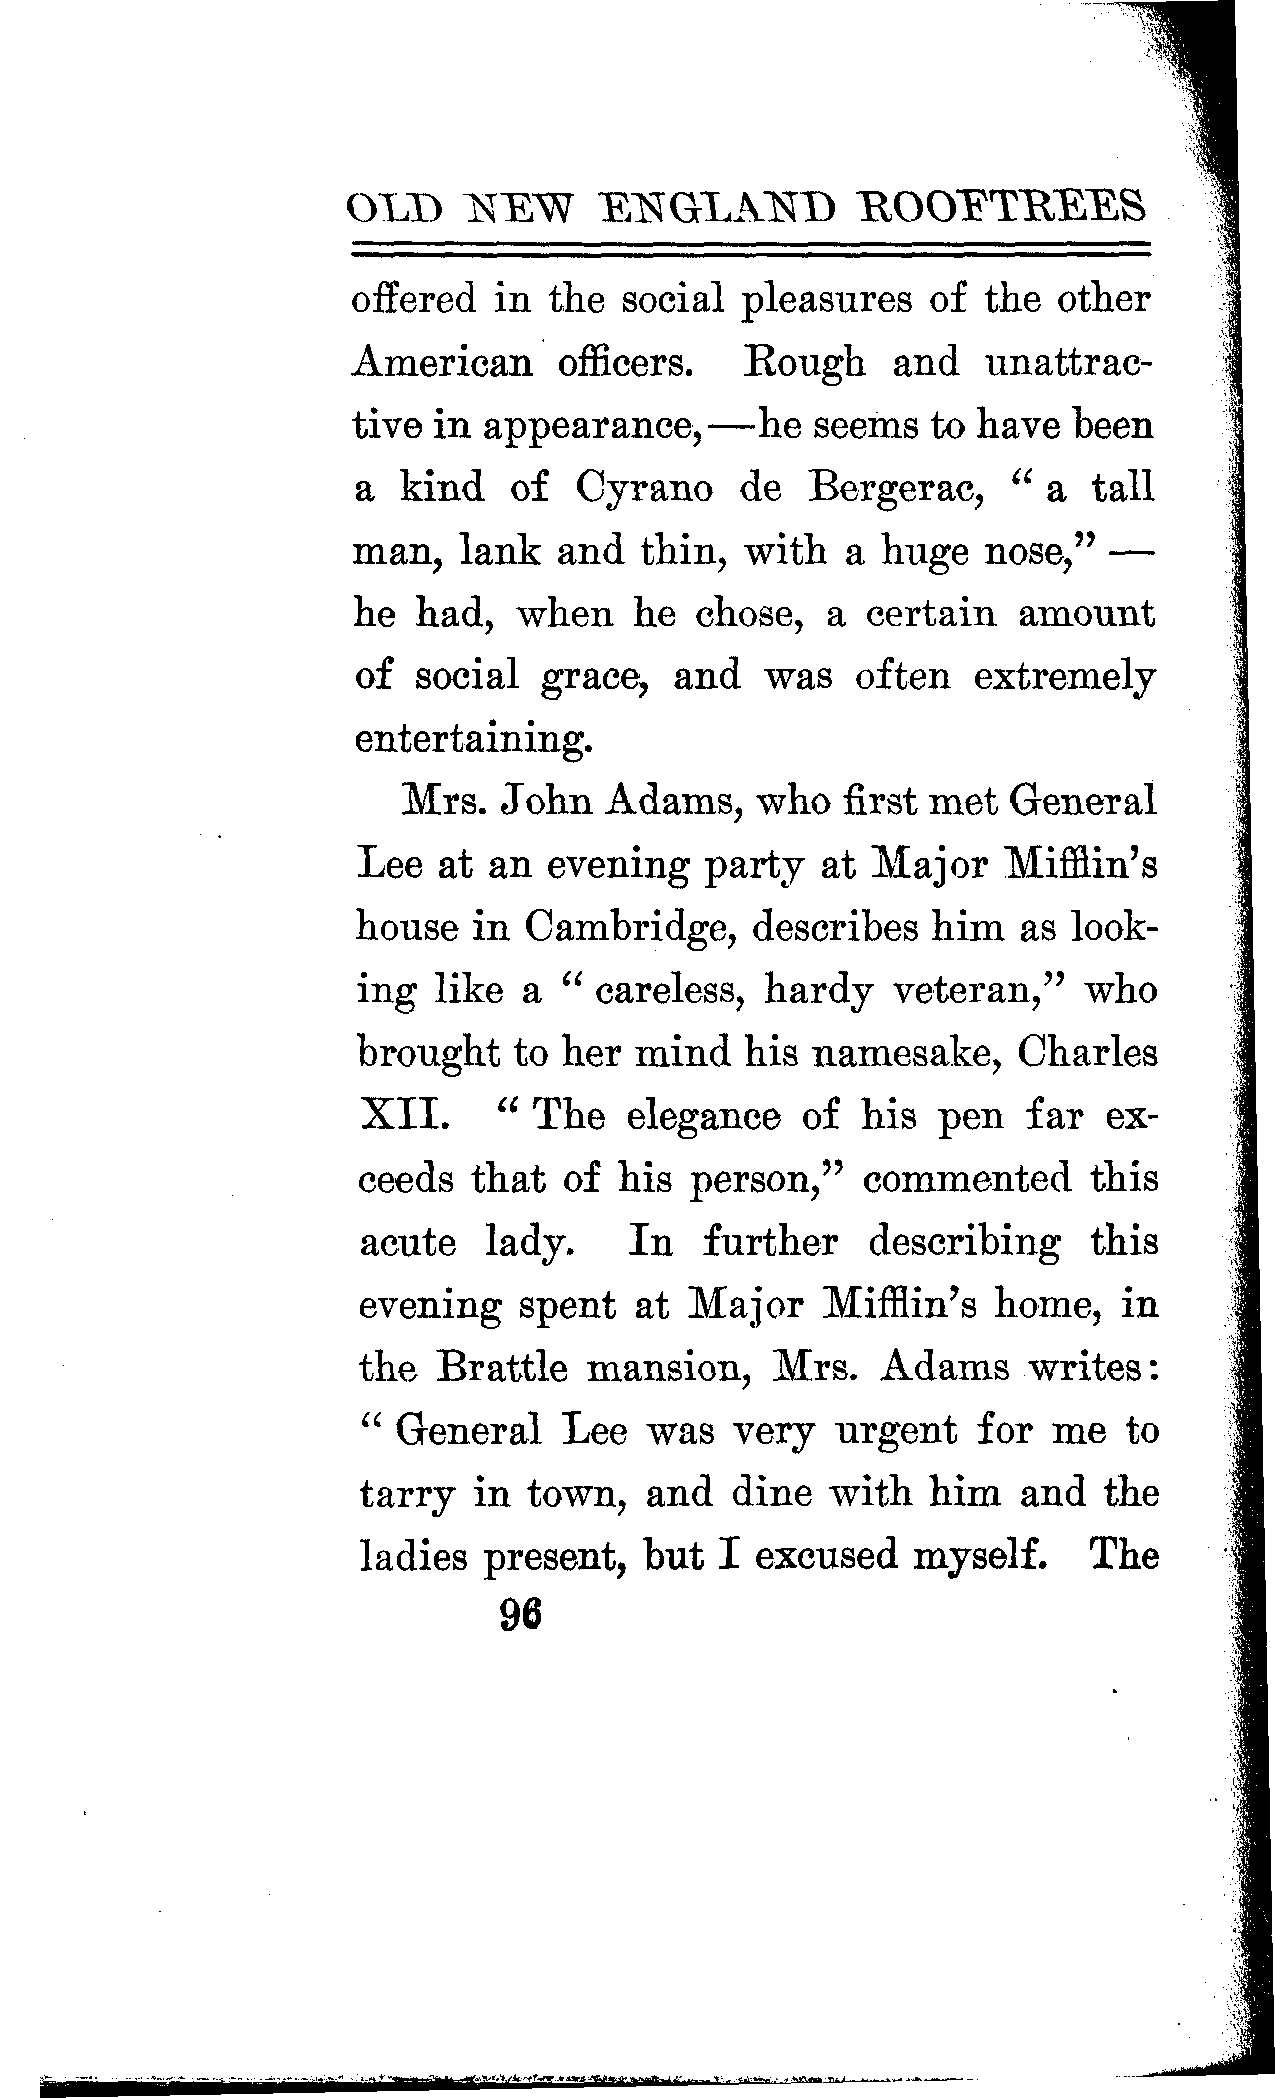 OLD NEW ENGLAND ROOFTREES
offered in the social pleasures of the other
American officers. Rough and unattrac-
tive in appearance,—he seems to have been
a kind of Cyrano de Bergerac, “ a tall
man, lank and thin, with a huge nose,” —
he had, when he chose, a certain amount
of social grace, and was often extremely
entertaining.
Mrs. John Adams, who first met General
Lee at an evening party at Major Mifflin’s
house in Cambridge, describes him as look-
ing like a “ careless, hardy veteran,” who
brought to her mind his namesake, Charles
XII. “ The elegance of his pen far ex-
ceeds that of his person,” commented this
acute lady. In further describing this
evening spent at Major Mifflin’s home, in
the Brattle mansion, Mrs. Adams writes:
“ General Lee was very urgent for me to
tarry in town, and dine with him and the
ladies present, but I excused myself. The
96